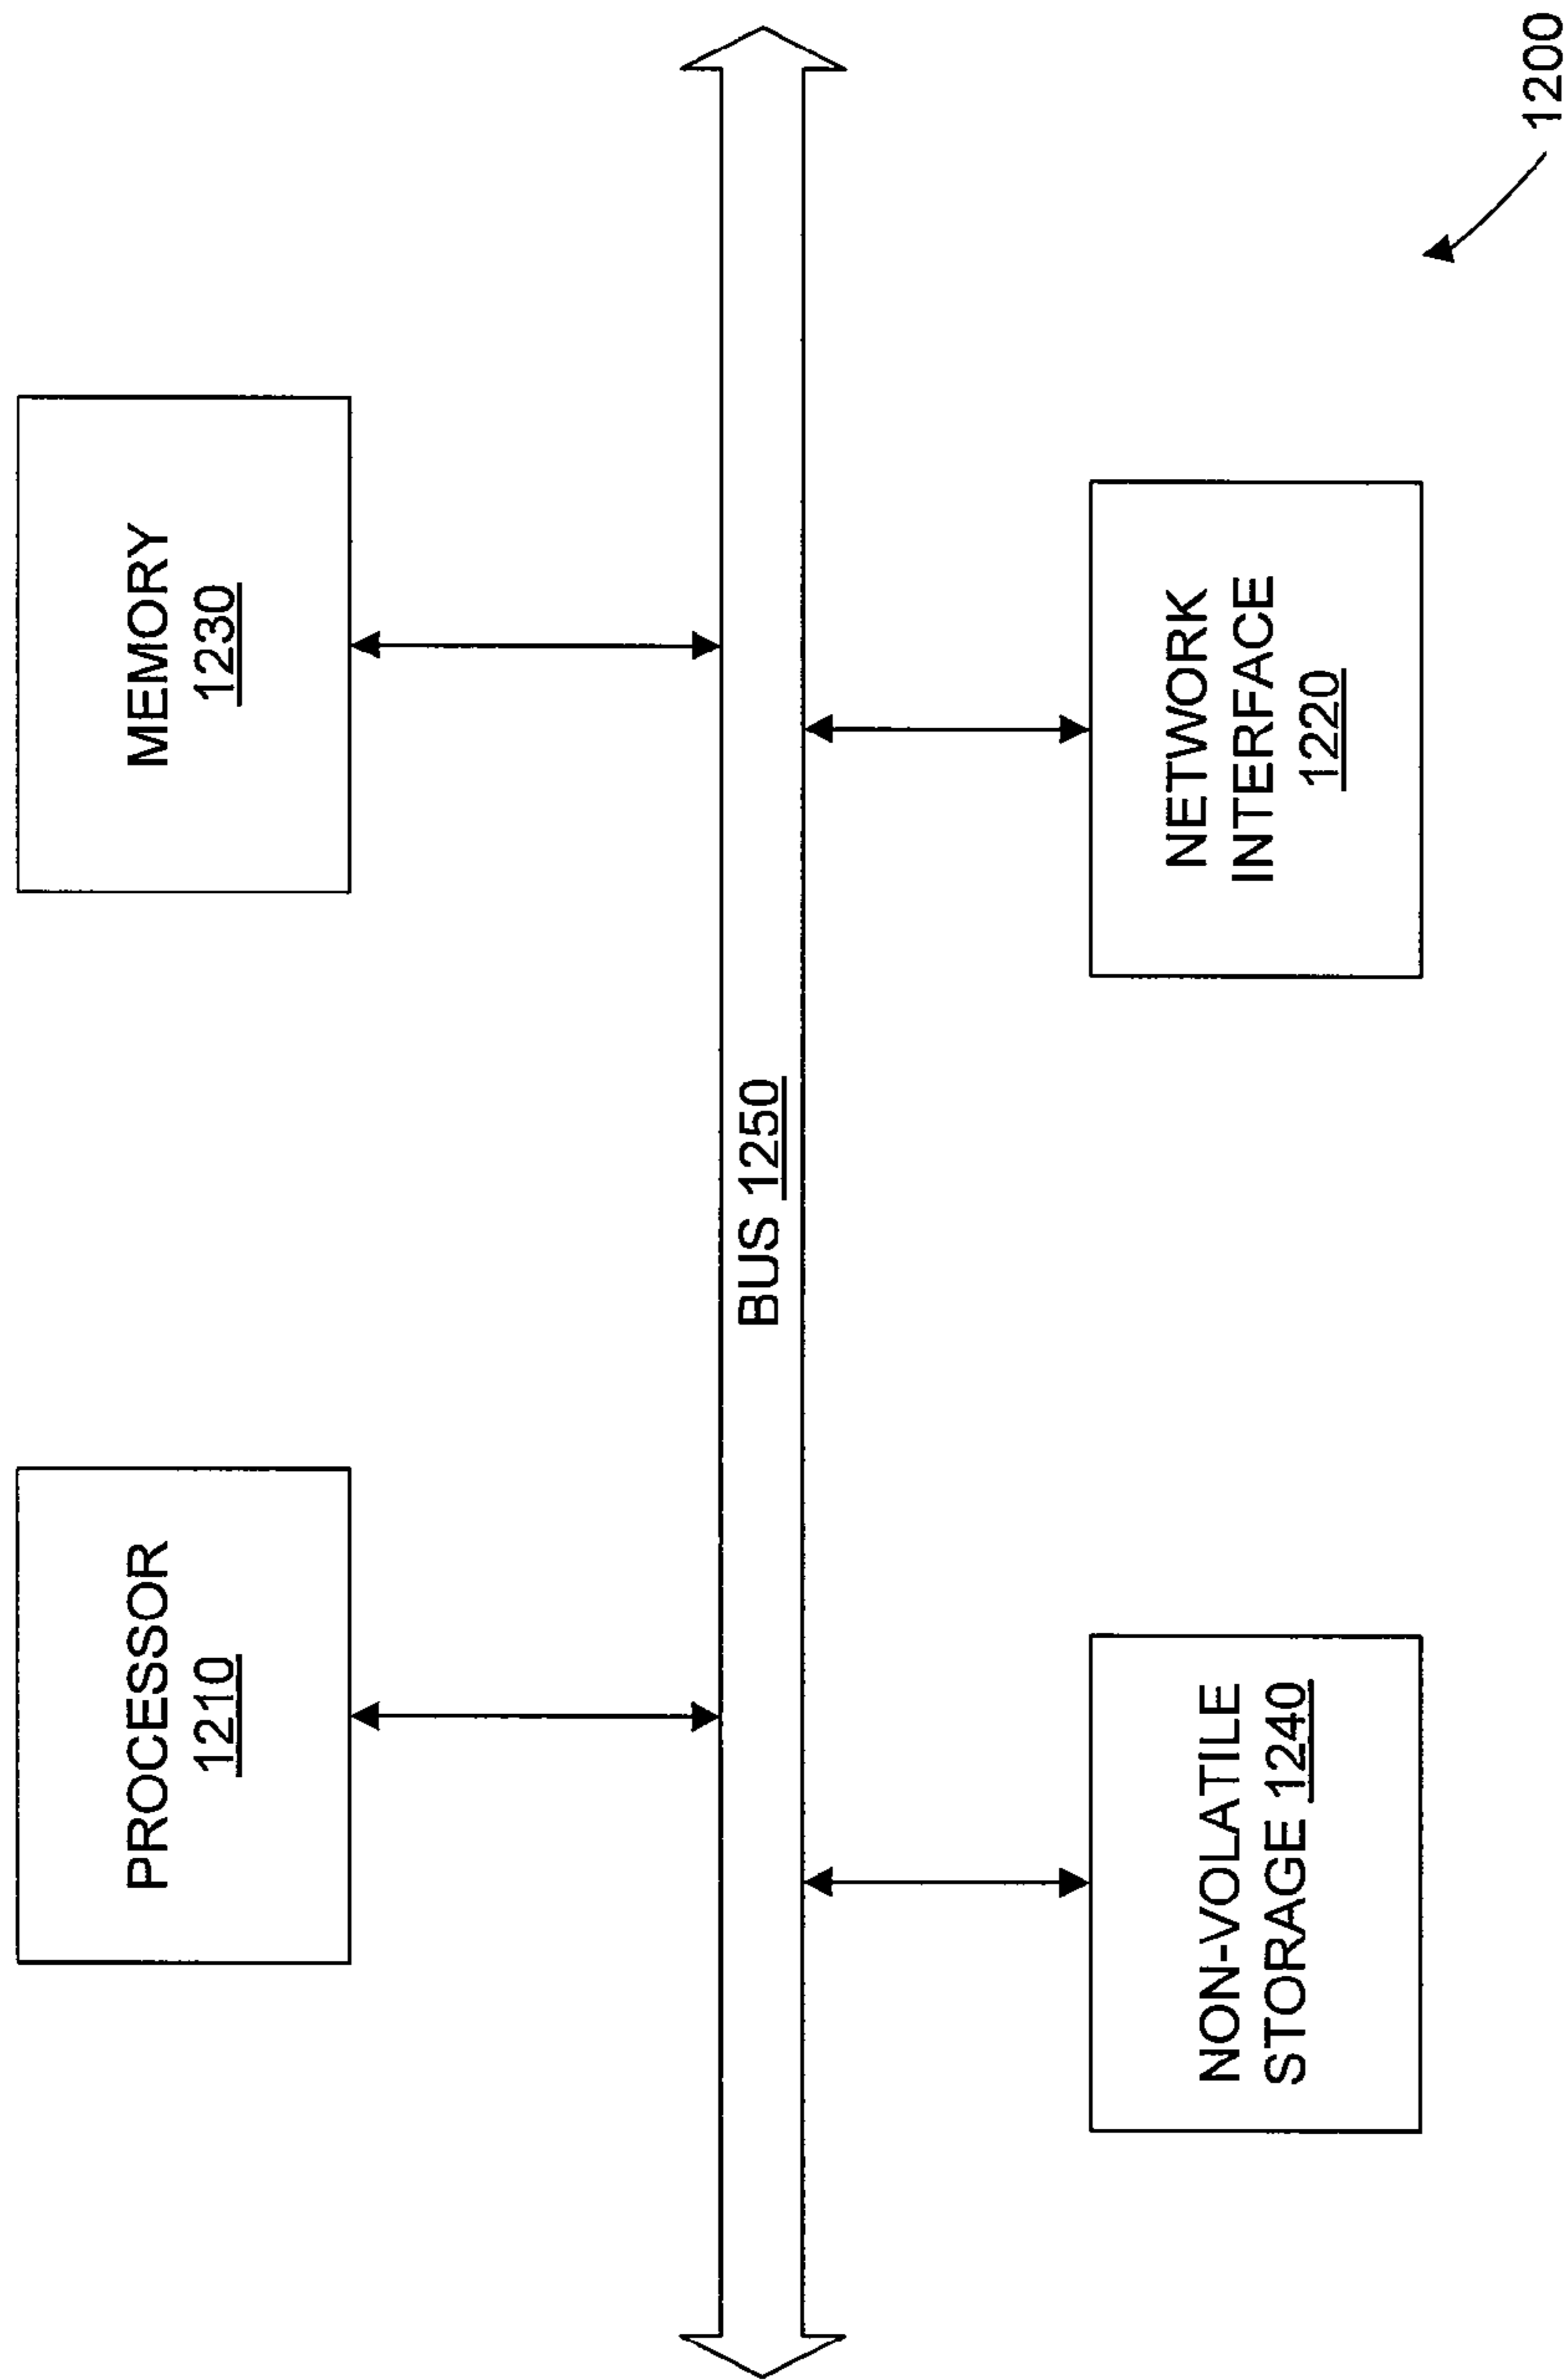 PROCESSOR
1210
MEMORY
1230
BUS 1250
NON-VOLATILE
STORAGE 1240
NETWORK
INTERFACE
1220
1200